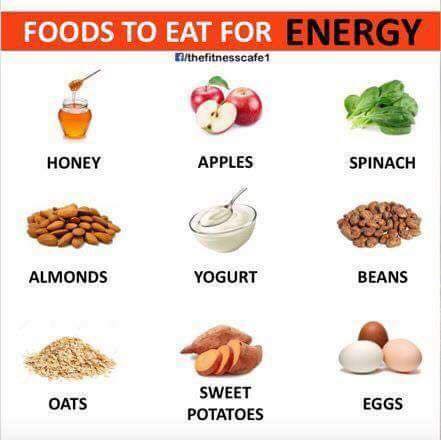 FOODS TO EAT FOR ENERGY
f/thefitnesscafe1
HONEY
APPLES
SPINACH
ALMONDS
YOGURT
BEANS
OATS
SWEET
POTATOES
EGGS